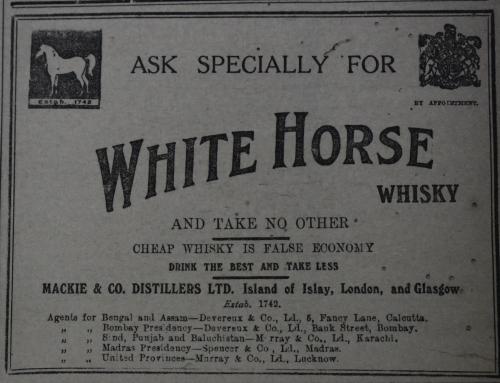 Estab. 1742
ASK SPECIALLY FOR
BY APPOINTMENT.
WHITE HORSE
WHISKY
AND TAKE NO OTHER
CHEAP WHISKY IS FALSE ECONOMY
DRINK THE BEST AND TAKE LESS
MACKIE & CO. DISTILLERS LTD. Island of Islay, London, and Glasgow
Estab. 1742.
Agents for Bengal and Assam—Devereux & Co., Ld., 5, Fancy Lane, Calcutta.
„ „ Bombay Presidency—Devereux & Co., Ld., Bank Street, Bombay.
„ „ Sind, Punjab and Baluchistan—M rray & Co., Ld., Karachi.
„ „ Madras Presidency—Spencer & Co , Ld., Madras.
„ „ United Provinces—Murray & Co., Ld., Lucknow.